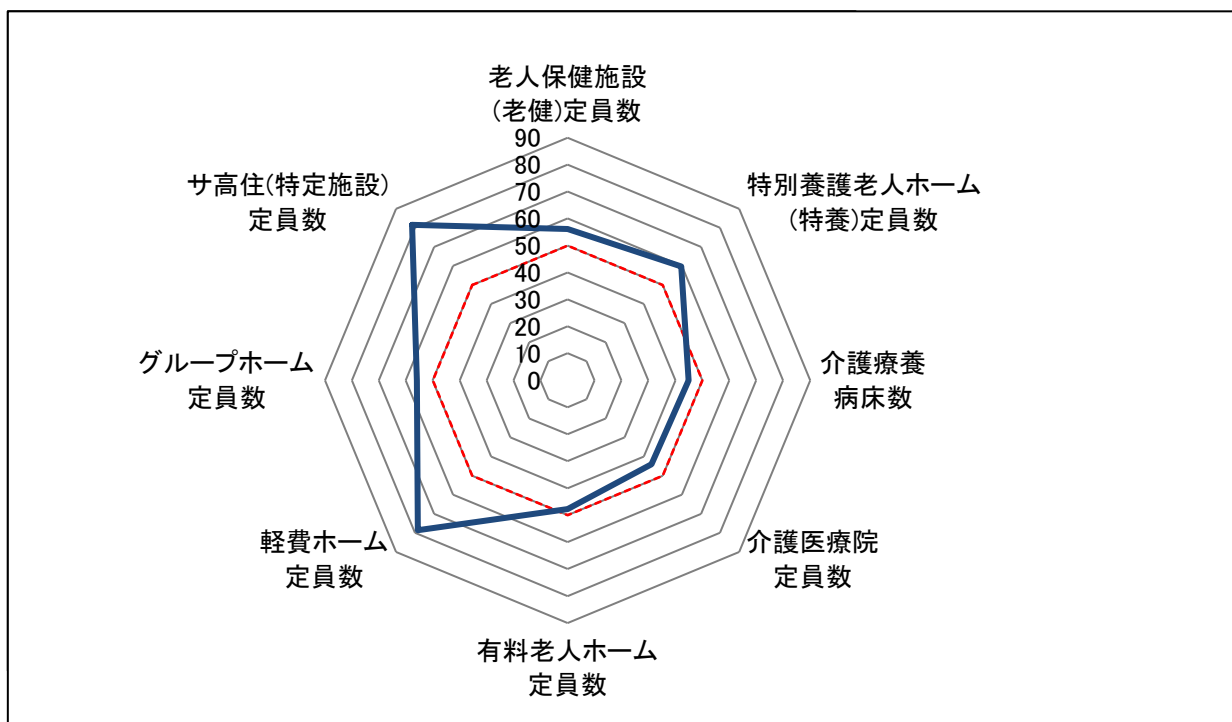 老人保健施設
(老健)定員数
特別養護老人ホーム
(特養)定員数
介護療養
病床数
介護医療院
定員数
有料老人ホーム
定員数
軽費ホーム
定員数
グループホーム
定員数
サ高住(特定施設)
定員数
90
80
70
60
50
40
30
20
10
0